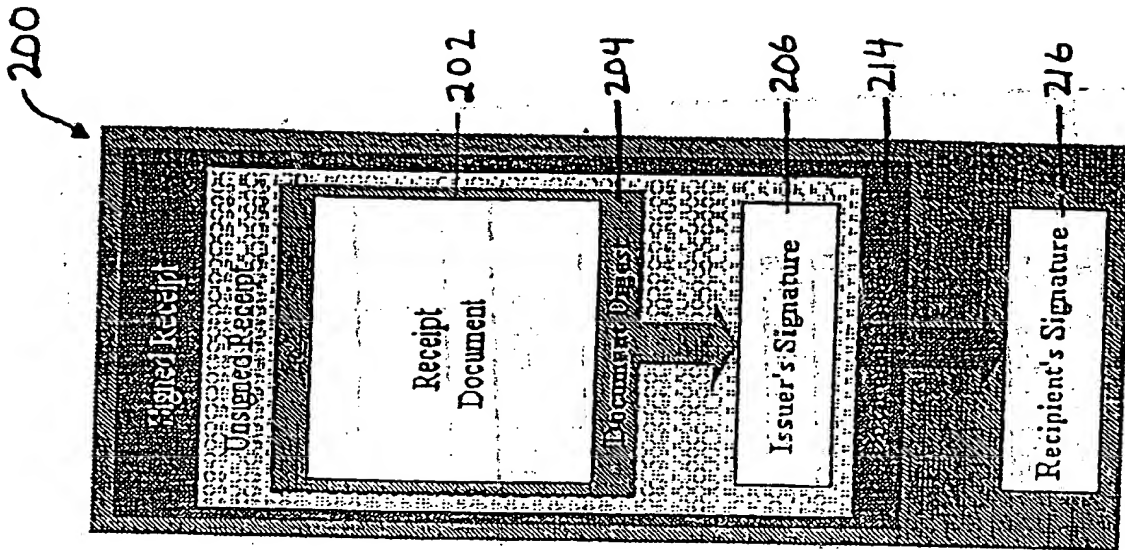 200
Signed Receipt
Unsigned Receipt
Receipt
Document
202
Document Digest
204
Issuer's Signature
206
214
Recipient's Signature
216